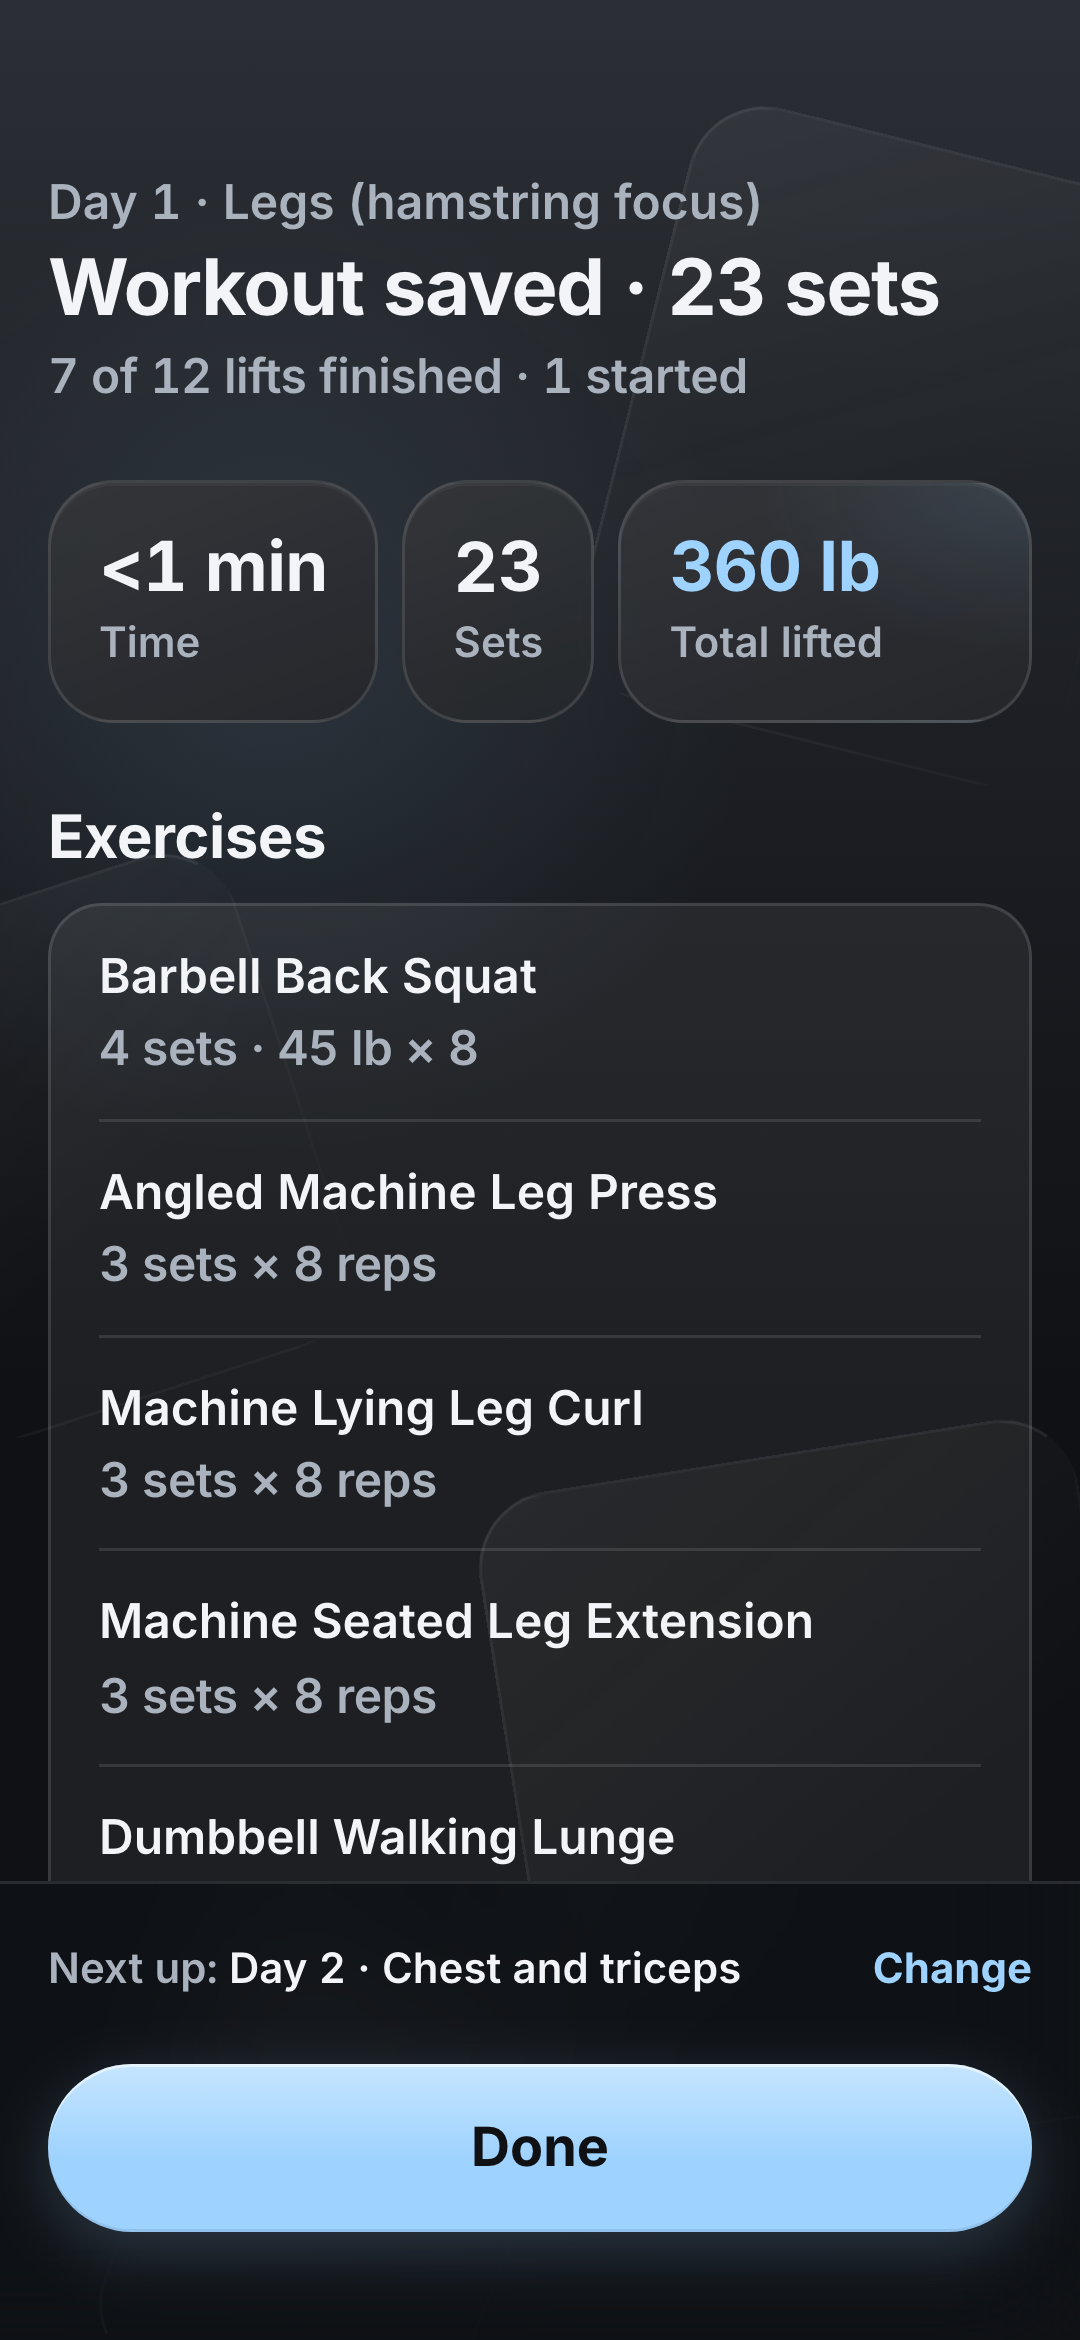 Day 1 · Legs (hamstring focus)
Workout saved · 23 sets
7 of 12 lifts finished · 1 started
<1 min
Time
23
Sets
360 lb
Total lifted
Exercises
Barbell Back Squat
4 sets · 45 lb × 8
Angled Machine Leg Press
3 sets × 8 reps
Machine Lying Leg Curl
3 sets × 8 reps
Machine Seated Leg Extension
3 sets × 8 reps
Dumbbell Walking Lunge
Next up: Day 2 · Chest and triceps
Change
Done